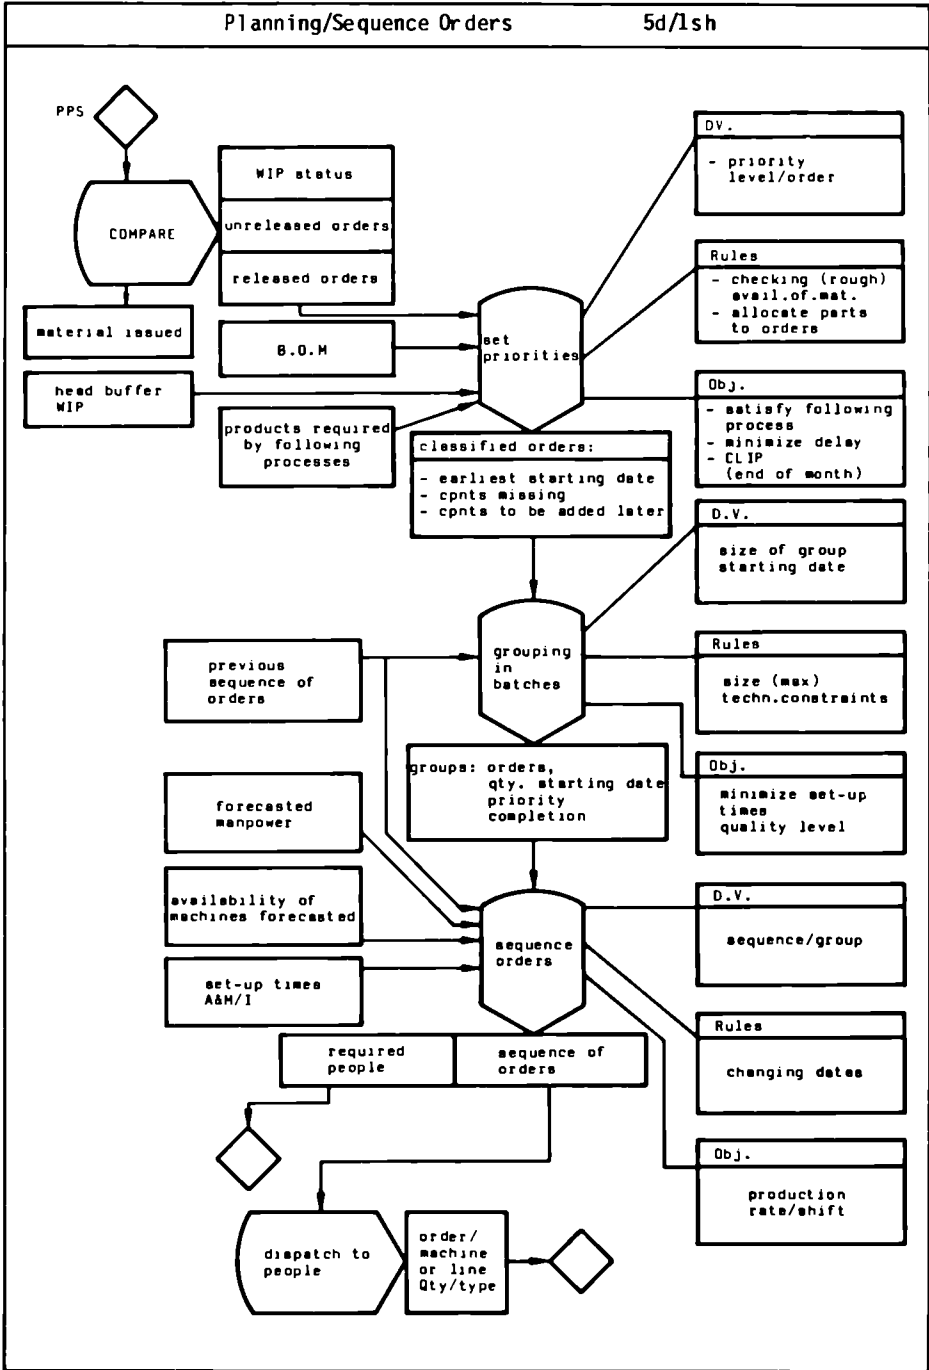 Planning/Sequence Orders 5d/1sh
PPS
COMPARE
WIP status
unreleased orders
released orders
material issued
B.O.M
head buffer
WIP
products required
by following
processes
set
priorities
DV.
- priority
level/order
Rules
- checking (rough)
avail.of.mat.
- allocate parts
to orders
Obj.
- satisfy following
process
- minimize delay
- CLIP
(end of month)
classified orders:
- earliest starting date
- cpnts missing
- cpnts to be added later
D.V.
size of group
starting date
previous
sequence of
orders
grouping
in
batches
Rules
size (max)
techn.constraints
groups: orders,
qty. starting date
priority
completion
Obj.
minimize set-up
times
quality level
forecasted
manpower
availability of
machines forecasted
set-up times
A&M/I
sequence
orders
D.V.
sequence/group
Rules
changing dates
required
people
sequence of
orders
Obj.
production
rate/shift
dispatch to
people
order/
machine
or line
Qty/type